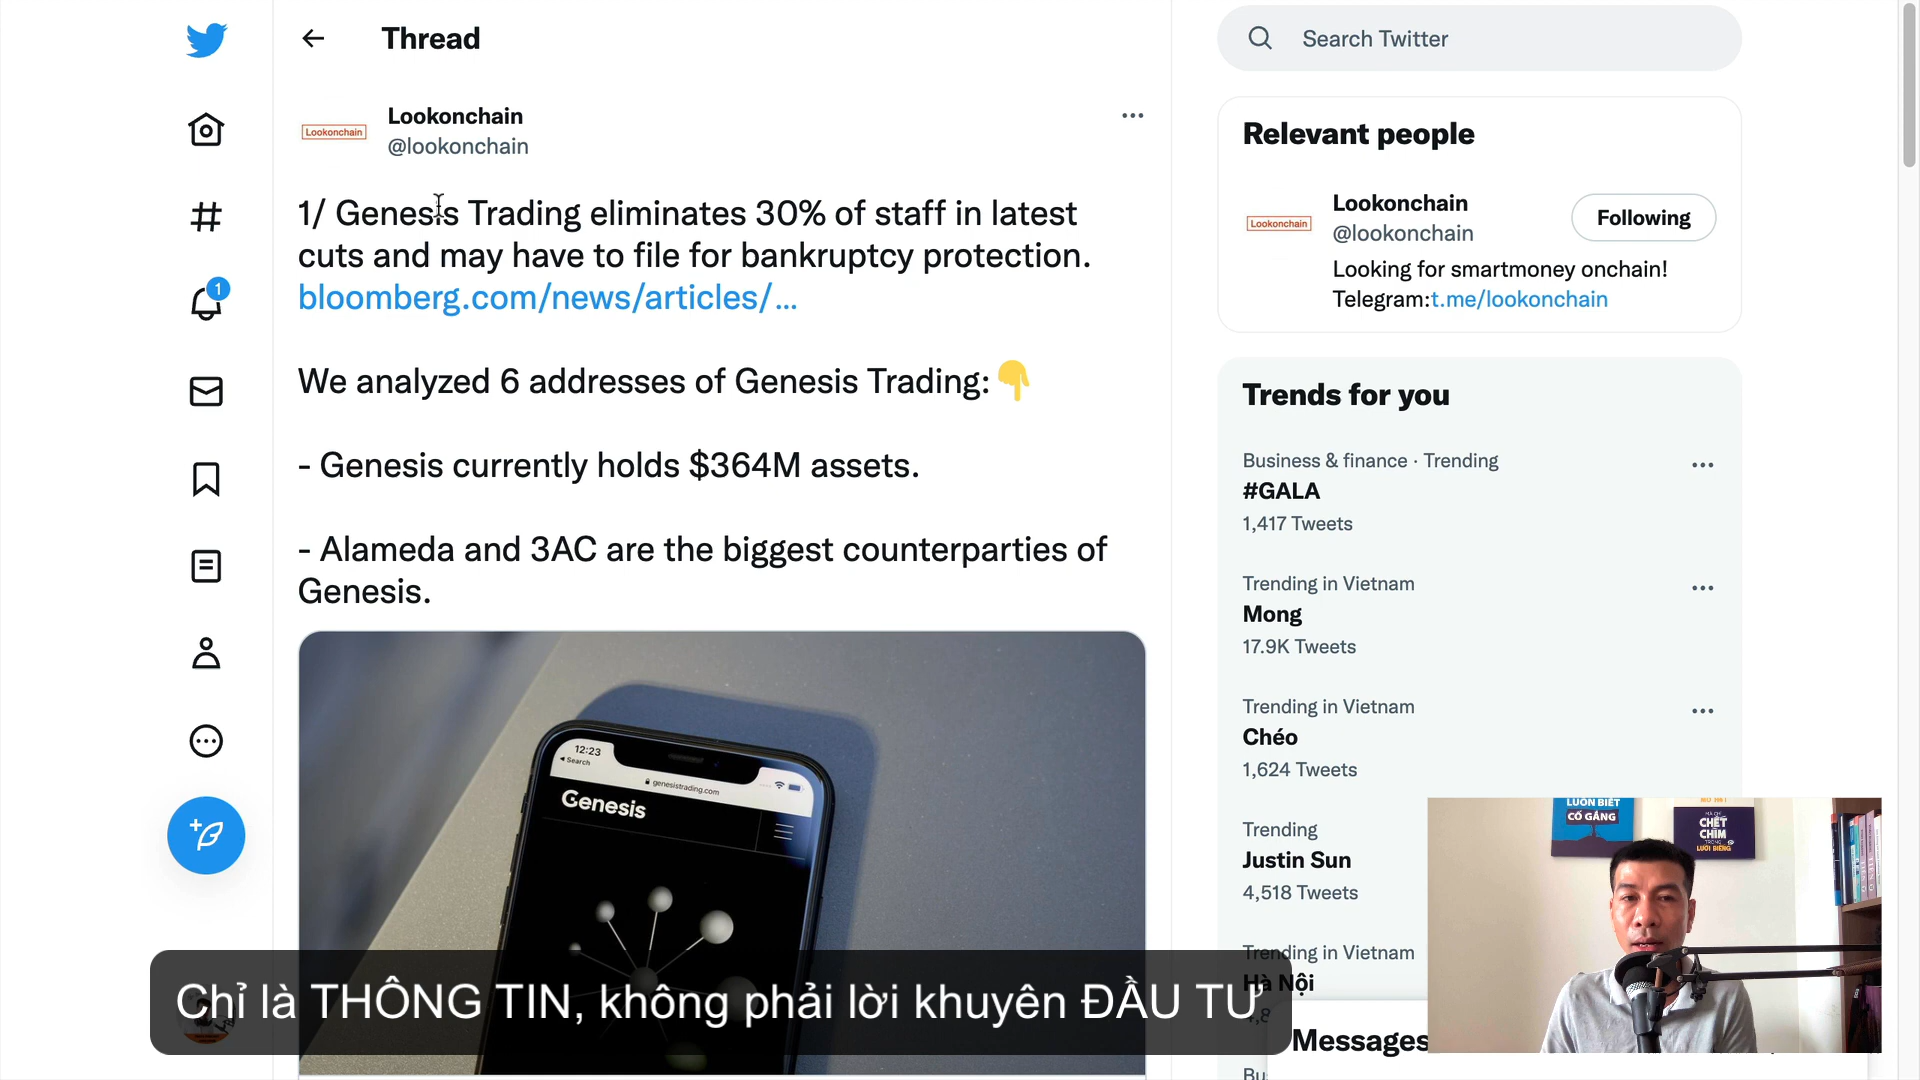 Thread
Lookonchain
Lookonchain
@lookonchain
1/ Genesis Trading eliminates 30% of staff in latest
cuts and may have to file for bankruptcy protection.
bloomberg.com/news/articles/…
We analyzed 6 addresses of Genesis Trading:👇
- Genesis currently holds $364M assets.
- Alameda and 3AC are the biggest counterparties of
Genesis.
12:23
Search
genesistrading.com
Genesis
1
Search Twitter
Relevant people
Lookonchain
Lookonchain
@lookonchain
Following
Looking for smartmoney onchain!
Telegram:t.me/lookonchain
Trends for you
Business & finance · Trending
#GALA
1,417 Tweets
Trending in Vietnam
Mong
17.9K Tweets
Trending in Vietnam
Chéo
1,624 Tweets
Trending
Justin Sun
4,518 Tweets
Trending in Vietnam
Hà Nội
Messages
LUÔN BIẾT
CỐ GẮNG
CHẾT
CHÌM
TRONG
LƯỜI BIẾNG
Chỉ là THÔNG TIN, không phải lời khuyên ĐẦU TƯ